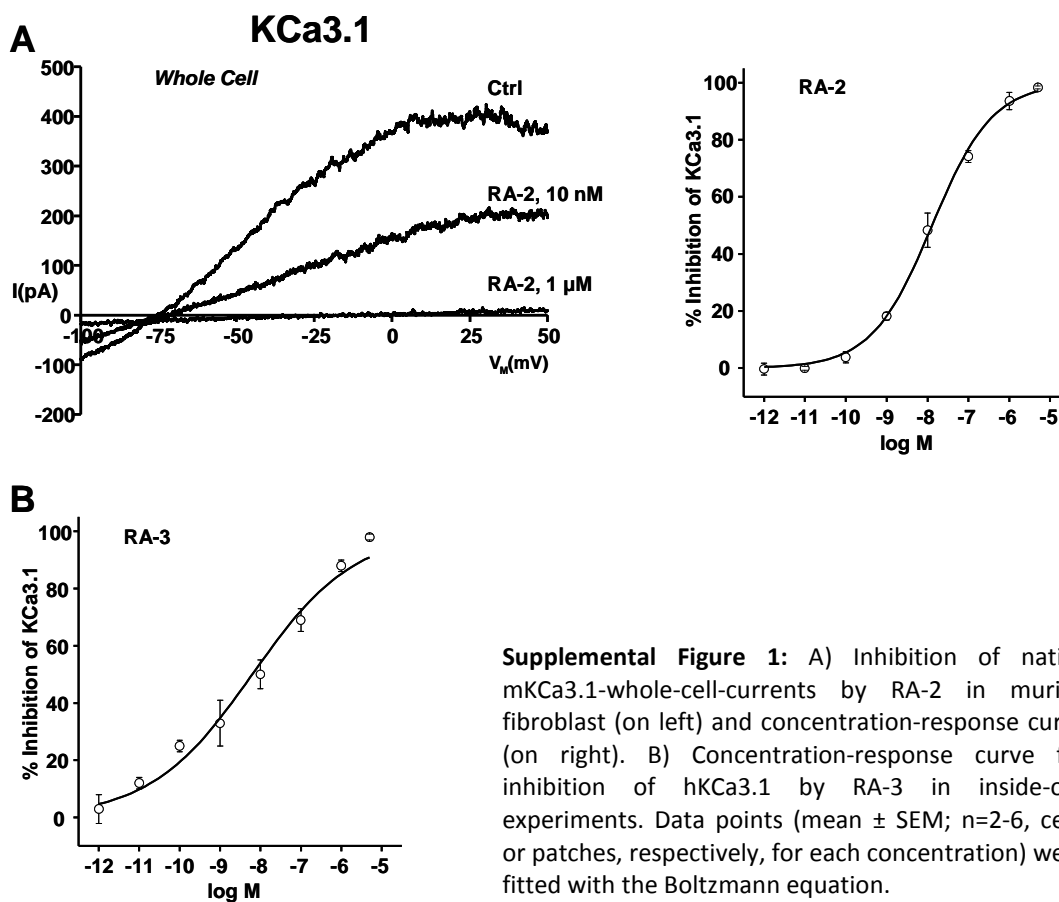 KCa3.1
A
Whole Cell
500
400
300
200
100
0
-100
-200
I(pA)
-100
-75
-50
-25
0
25
50
V_M(mV)
Ctrl
RA-2, 10 nM
RA-2, 1 µM
RA-2
% Inhibition of KCa3.1
100
80
60
40
20
0
-12 -11 -10 -9 -8 -7 -6 -5
log M
B
RA-3
% Inhibition of KCa3.1
100
80
60
40
20
0
-12 -11 -10 -9 -8 -7 -6 -5
log M
Supplemental Figure 1: A) Inhibition of nati
mKCa3.1-whole-cell-currents by RA-2 in muri
fibroblast (on left) and concentration-response cur
(on right). B) Concentration-response curve f
inhibition of hKCa3.1 by RA-3 in inside-o
experiments. Data points (mean ± SEM; n=2-6, ce
or patches, respectively, for each concentration) we
fitted with the Boltzmann equation.